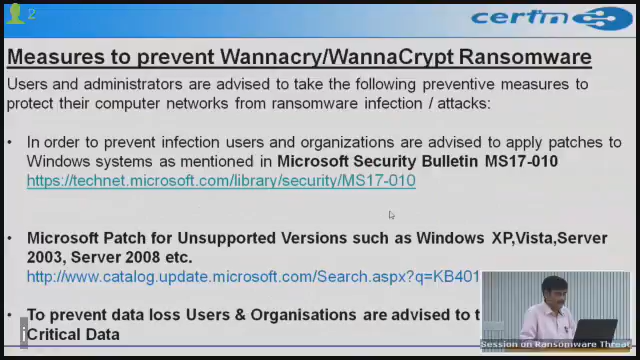 2
certin
Measures to prevent Wannacry/WannaCrypt Ransomware
Users and administrators are advised to take the following preventive measures to
protect their computer networks from ransomware infection / attacks:
• In order to prevent infection users and organizations are advised to apply patches to
Windows systems as mentioned in Microsoft Security Bulletin MS17-010
https://technet.microsoft.com/library/security/MS17-010
• Microsoft Patch for Unsupported Versions such as Windows XP,Vista,Server
2003, Server 2008 etc.
http://www.catalog.update.microsoft.com/Search.aspx?q=KB401
• To prevent data loss Users & Organisations are advised to t
Critical Data
Session on Ransomware Threat